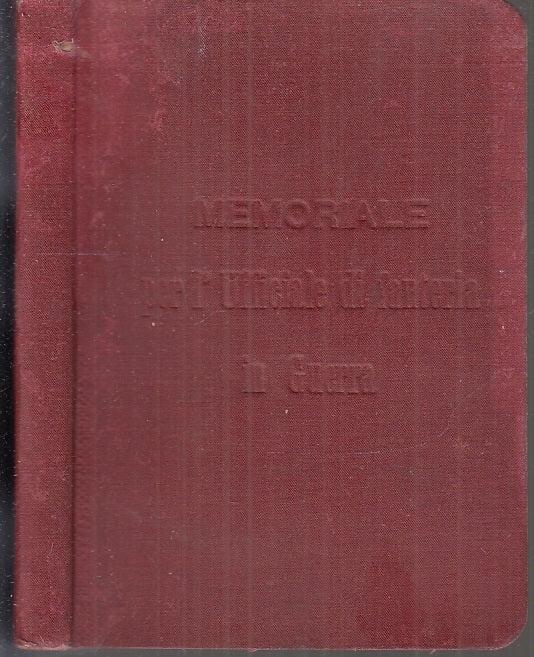 MEMORIALE
per l' Ufficiale di fanteria
in Guerra